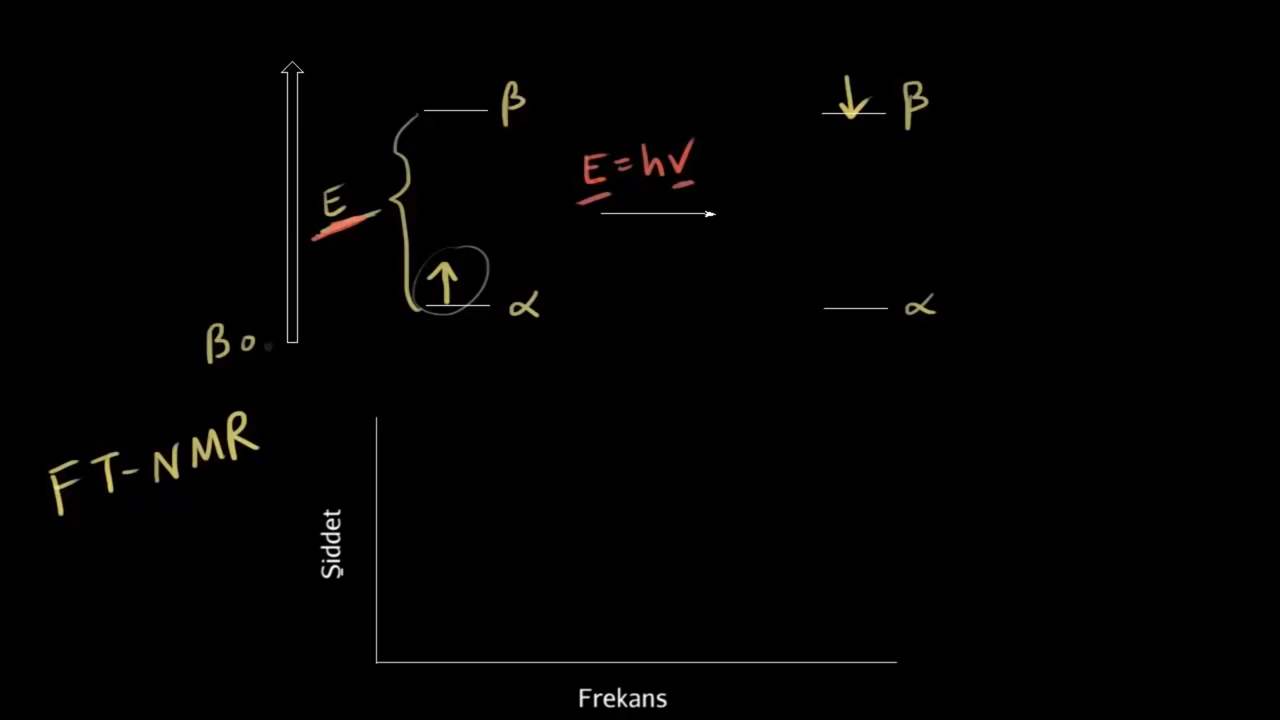 β
β
E = hν
E
α
α
B0
FT-NMR
Şiddet
Frekans